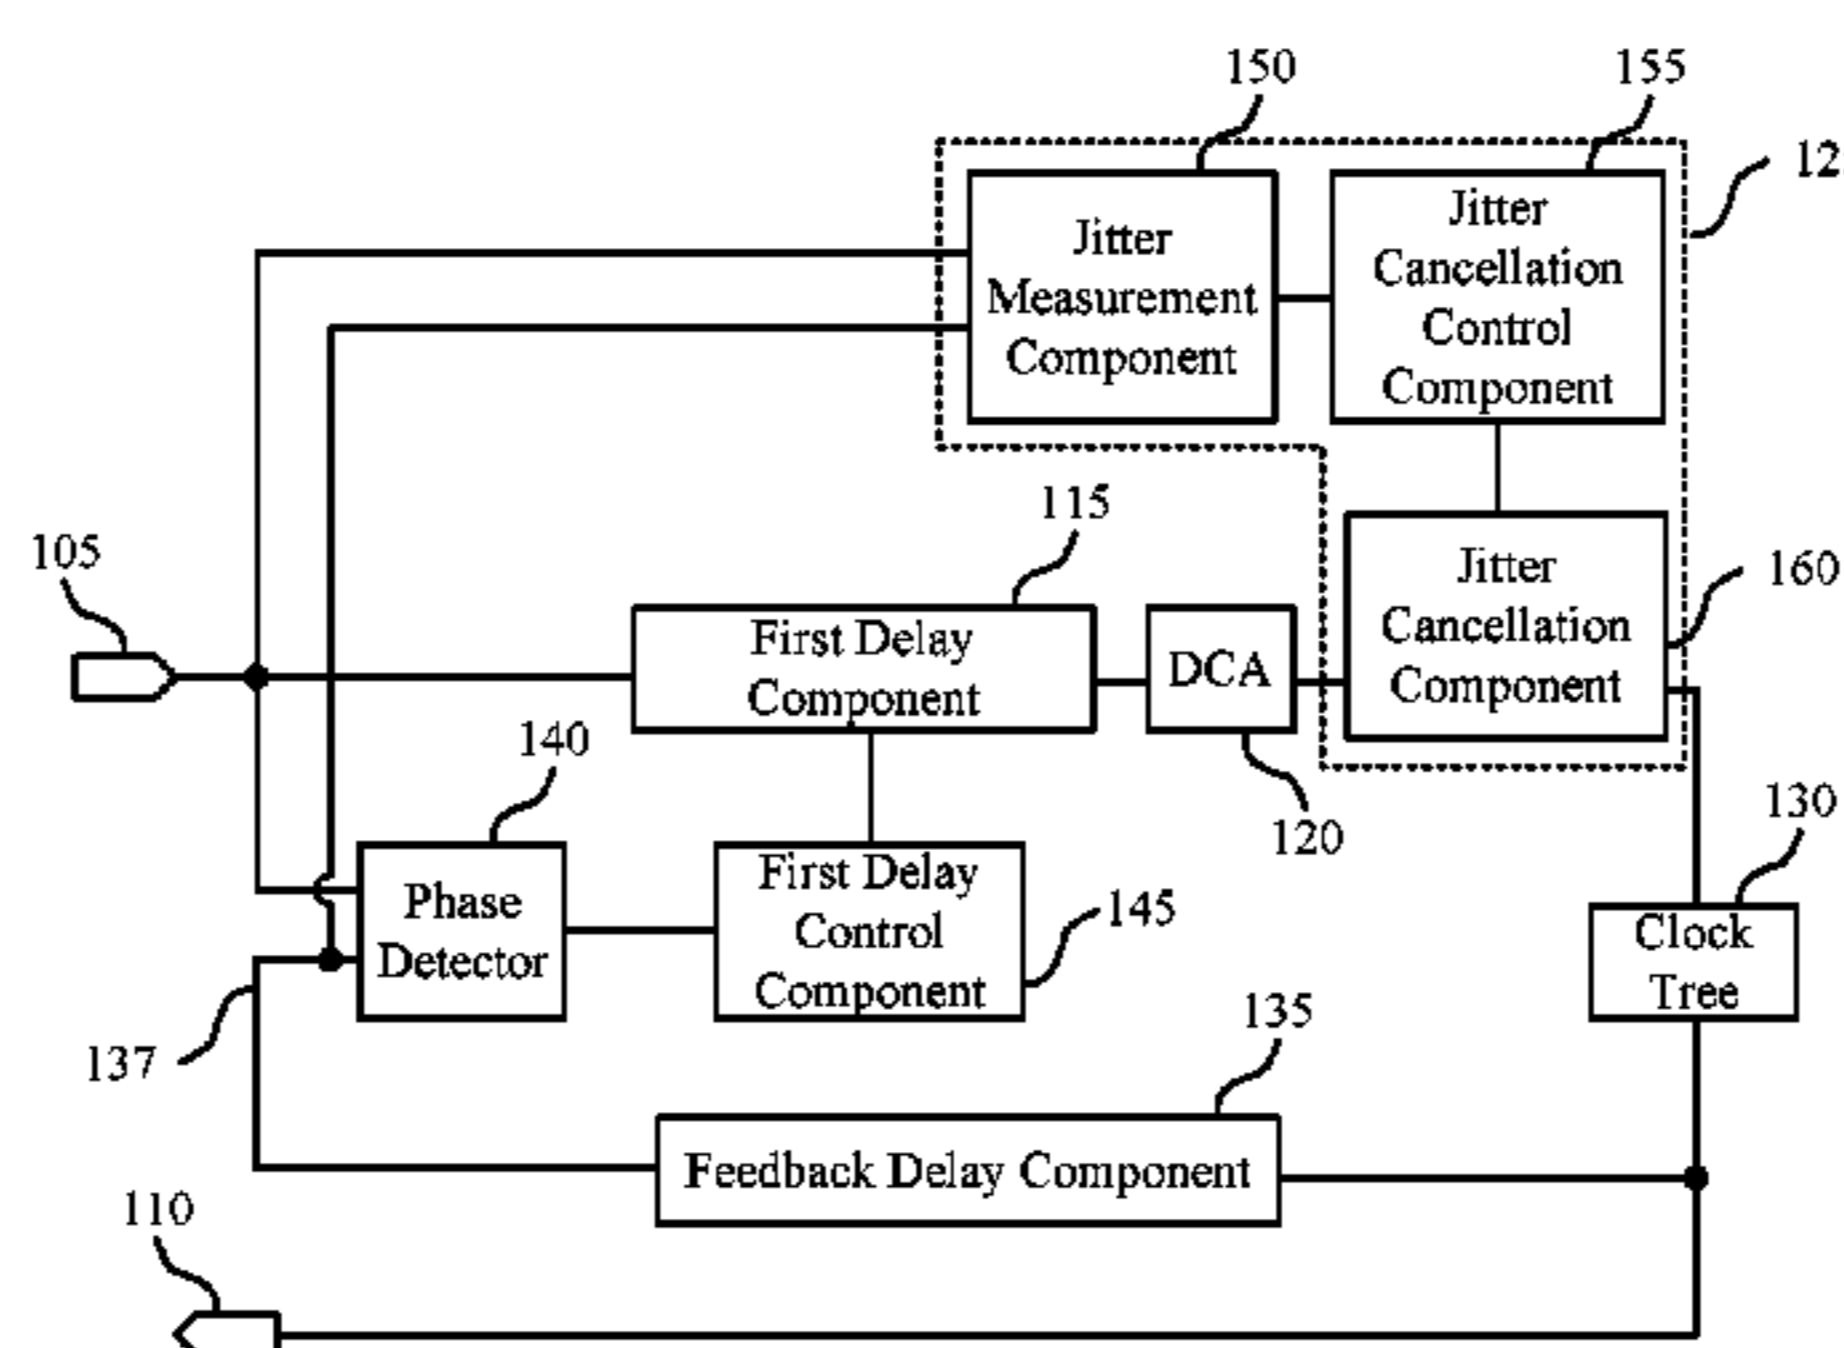 150
155
12
Jitter
Measurement
Component
Jitter
Cancellation
Control
Component
115
105
160
Jitter
Cancellation
Component
First Delay
Component
DCA
140
120
130
Phase
Detector
First Delay
Control
Component
145
Clock
Tree
137
135
Feedback Delay Component
110